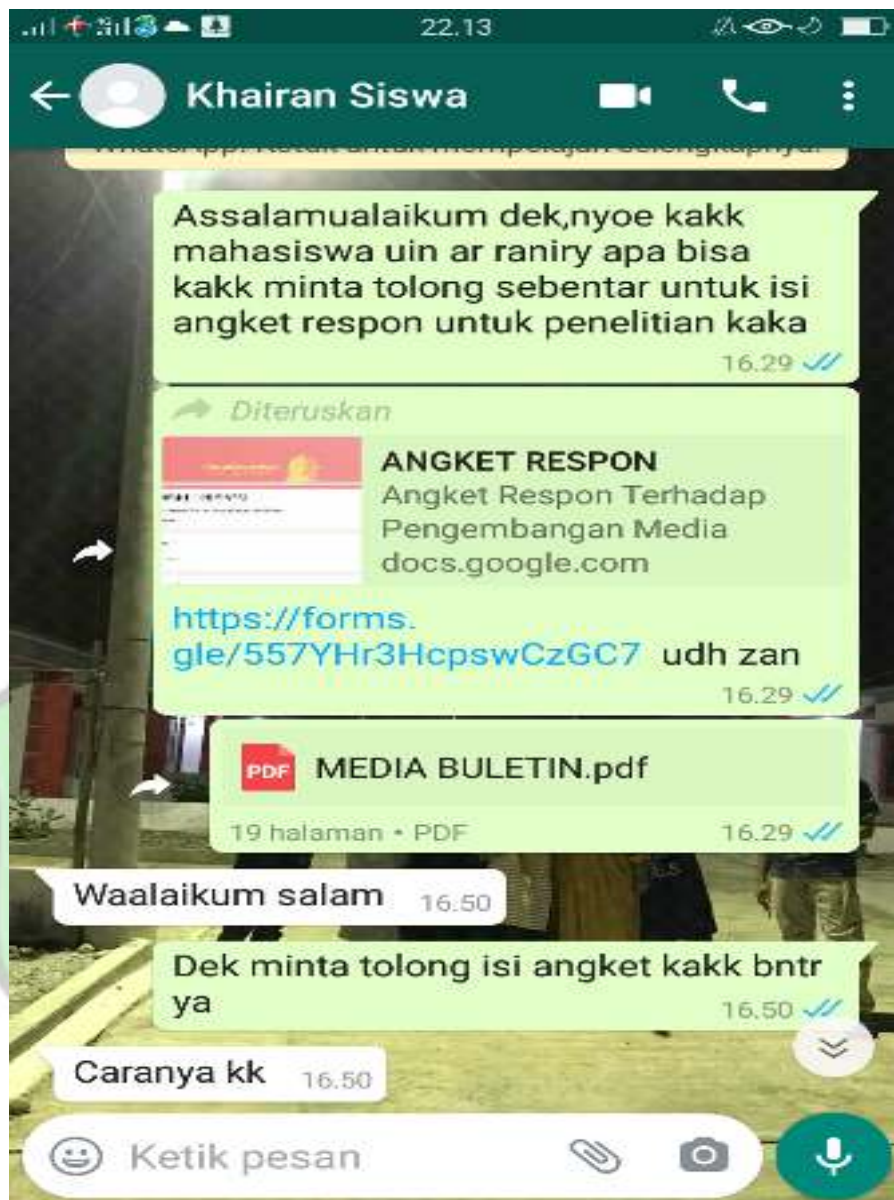 22.13
Khairan Siswa
Assalamualaikum dek,nyoe kakk
mahasiswa uin ar raniry apa bisa
kakk minta tolong sebentar untuk isi
angket respon untuk penelitian kaka
16.29
Diteruskan
ANGKET RESPON
Angket Respon Terhadap
Pengembangan Media
docs.google.com
https://forms.
gle/557YHr3HcpswCzGC7 udh zan
16.29
PDF MEDIA BULETIN.pdf
19 halaman • PDF 16.29
Waalaikum salam 16.50
Dek minta tolong isi angket kakk bntr
ya 16.50
Caranya kk 16.50
Ketik pesan